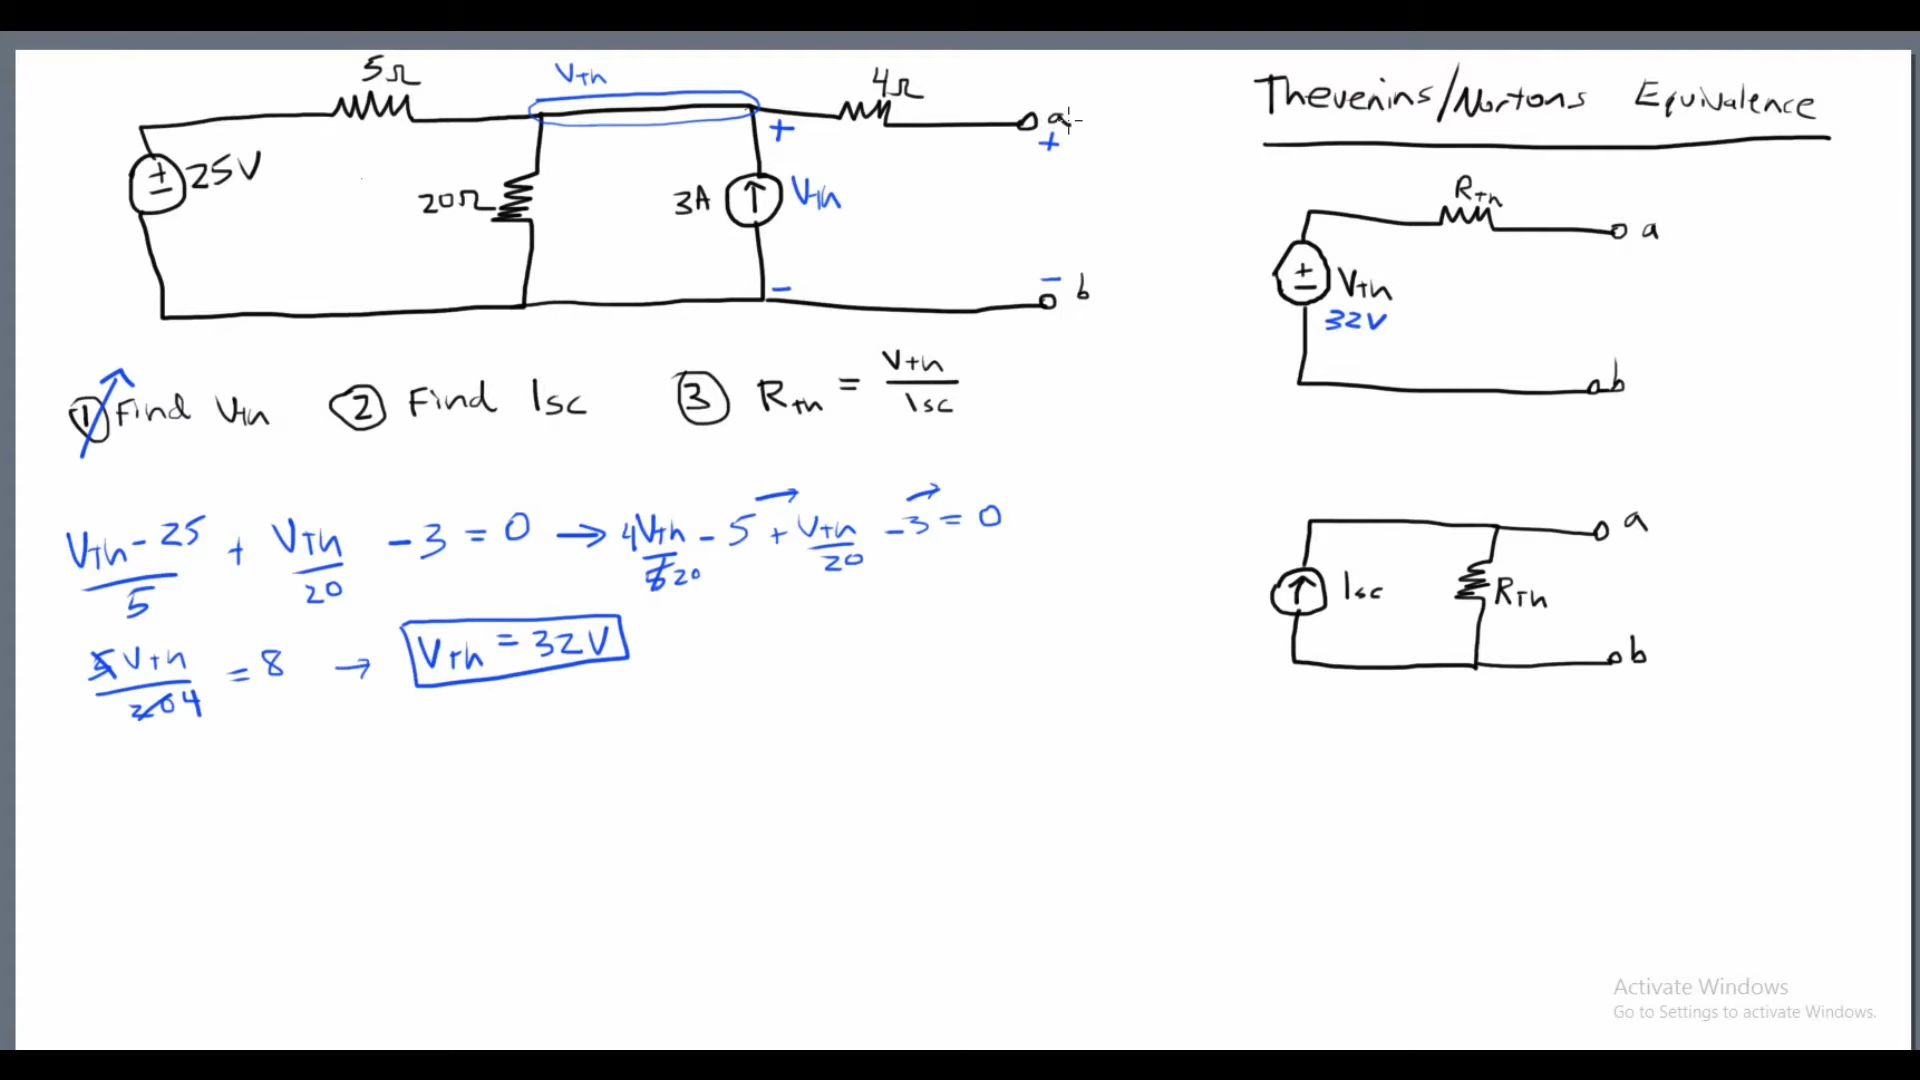 5Ω
VTh
4Ω
a
+
+
25V
20Ω
3A
VTh
-
-
b
Thevenins/Nortons Equivalence
RTh
a
+
-
VTh
32V
b
① Find VTh ② Find Isc ③ RTh = VTh/Isc
(VTh - 25)/5 + VTh/20 - 3 = 0 → 4VTh/5 20 - 5 + VTh/20 - 3 = 0
5VTh/20 4 = 8 → VTh = 32V
a
Isc
RTh
b
Activate Windows
Go to Settings to activate Windows.